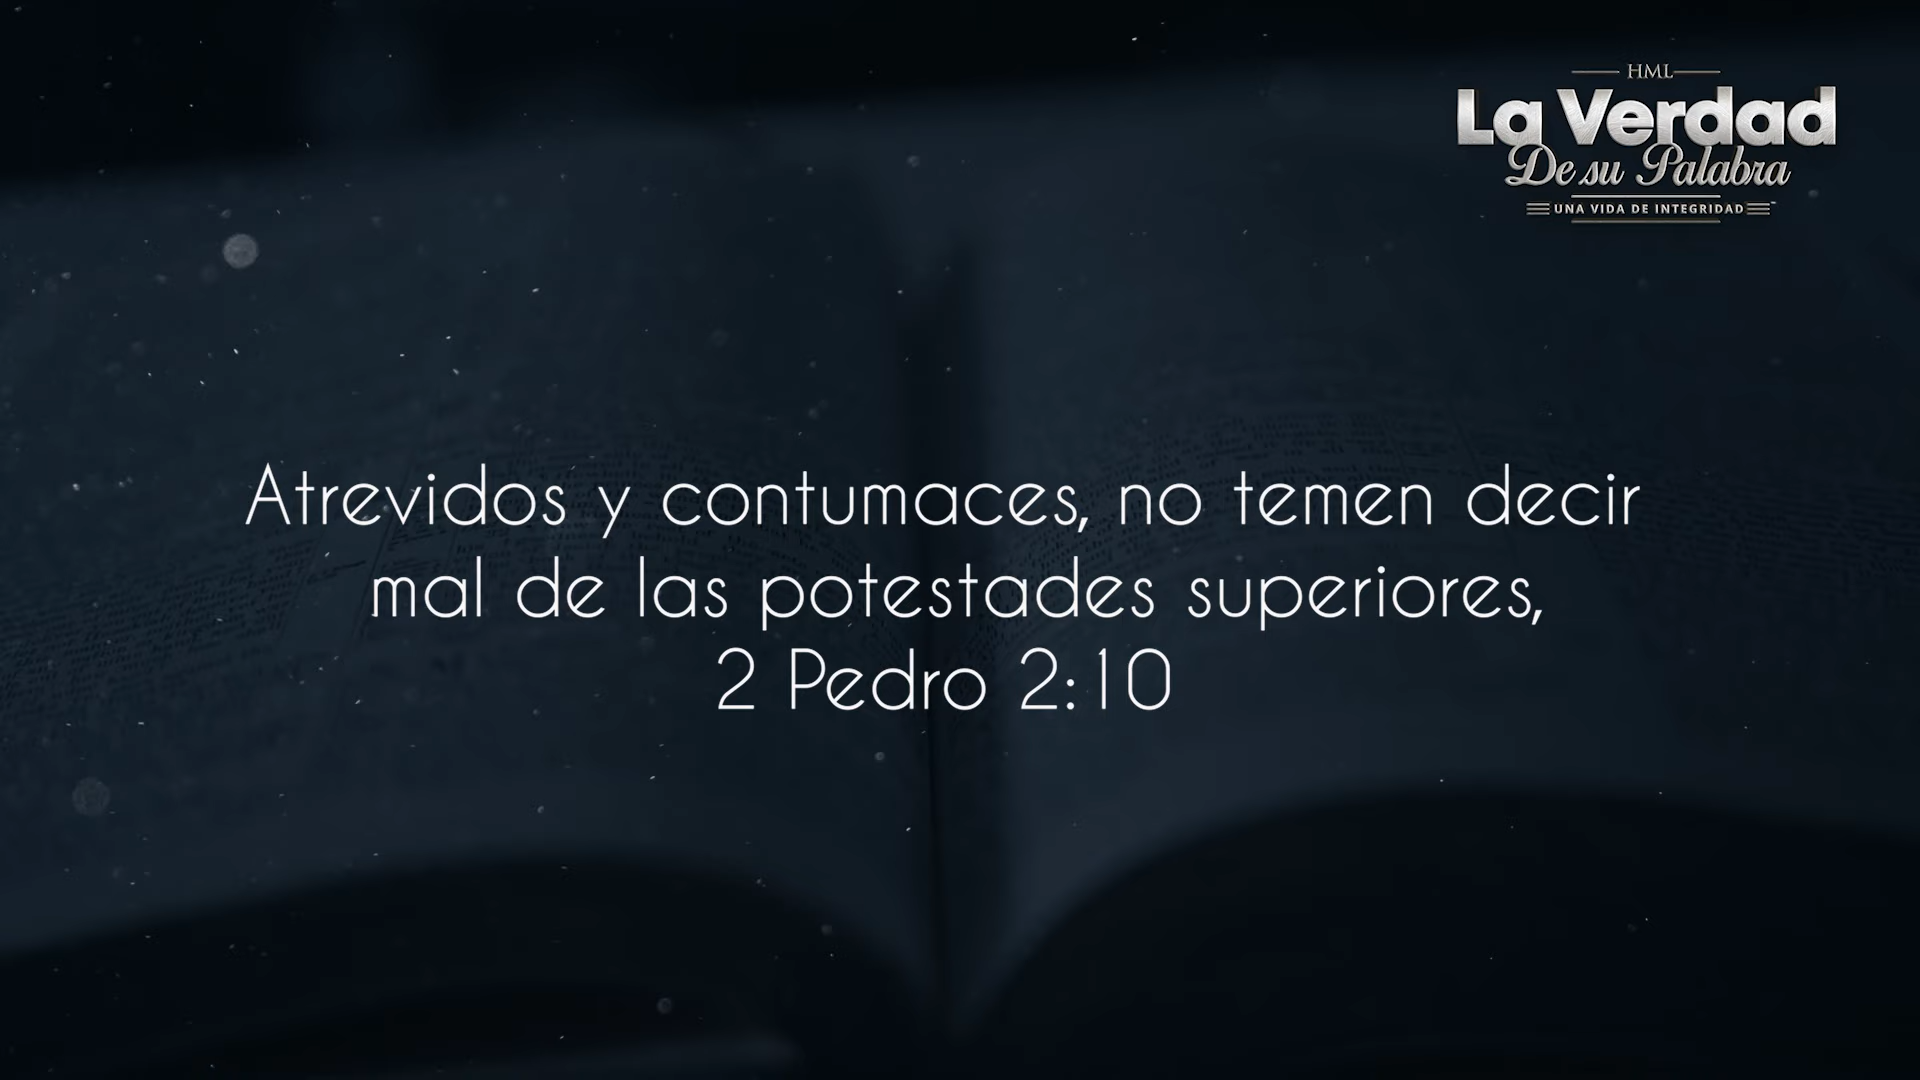 HML
La Verdad
De su Palabra
UNA VIDA DE INTEGRIDAD
Atrevidos y contumaces, no temen decir
mal de las potestades superiores,
2 Pedro 2:10